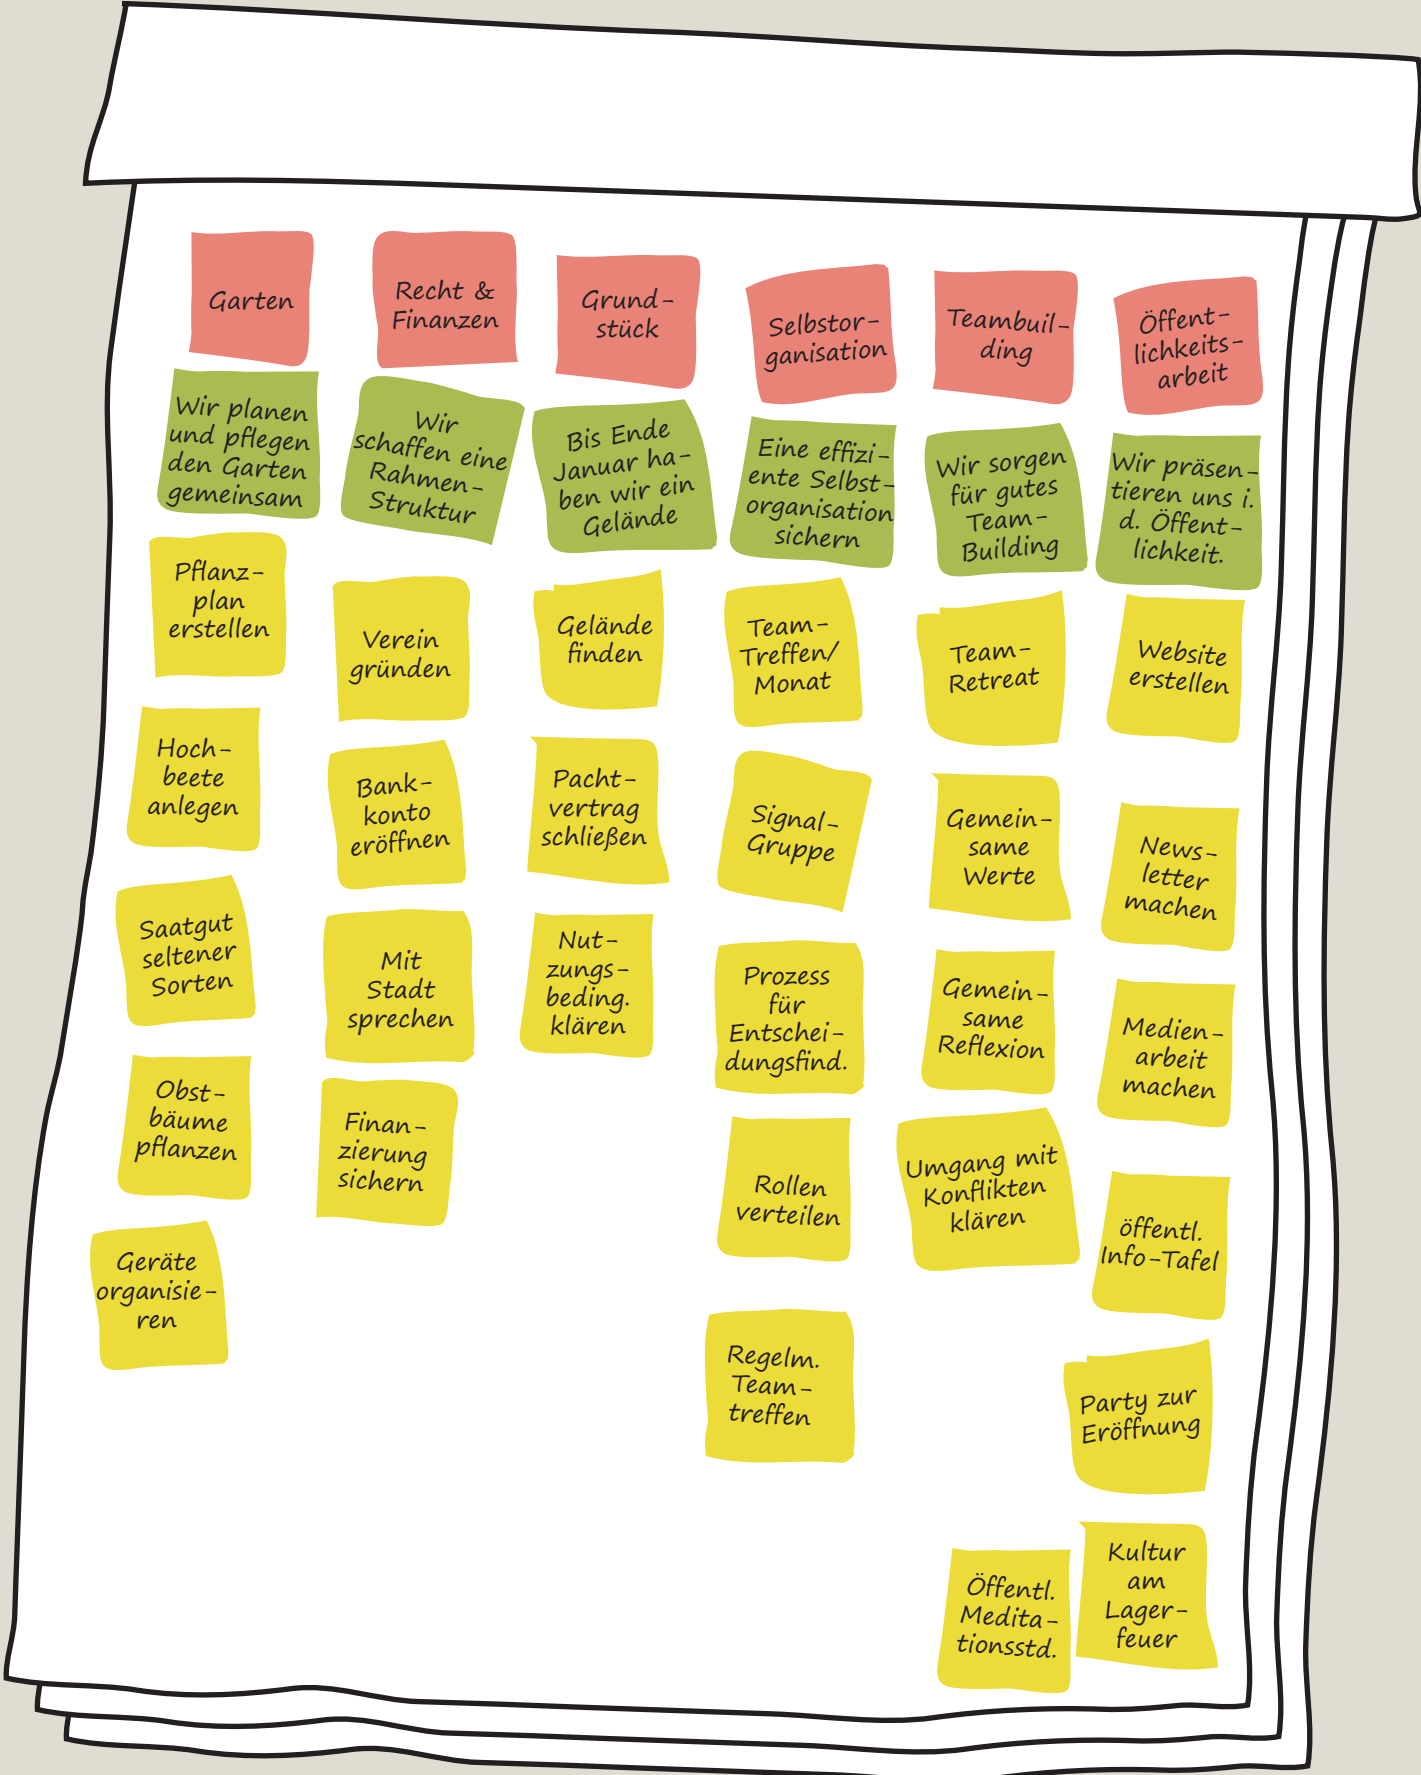 Garten
Recht &
Finanzen
Grund-
stück
Selbstor-
ganisation
Teambuil-
ding
Öffent-
lichkeits-
arbeit
Wir planen
und pflegen
den Garten
gemeinsam
Wir
schaffen eine
Rahmen-
Struktur
Bis Ende
Januar ha-
ben wir ein
Gelände
Eine effizi-
ente Selbst-
organisation
sichern
Wir sorgen
für gutes
Team-
Building
Wir präsen-
tieren uns i.
d. Öffent-
lichkeit.
Pflanz-
plan
erstellen
Verein
gründen
Gelände
finden
Team-
Treffen/
Monat
Team-
Retreat
Website
erstellen
Hoch-
beete
anlegen
Bank-
konto
eröffnen
Pacht-
vertrag
schließen
Signal-
Gruppe
Gemein-
same
Werte
News-
letter
machen
Saatgut
seltener
Sorten
Mit
Stadt
sprechen
Nut-
zungs-
beding.
klären
Prozess
für
Entschei-
dungsfind.
Gemein-
same
Reflexion
Medien-
arbeit
machen
Obst-
bäume
pflanzen
Finan-
zierung
sichern
Rollen
verteilen
Umgang mit
Konflikten
klären
öffentl.
Info-Tafel
Geräte
organisie-
ren
Regelm.
Team-
treffen
Party zur
Eröffnung
Öffentl.
Medita-
tionsstd.
Kultur
am
Lager-
feuer